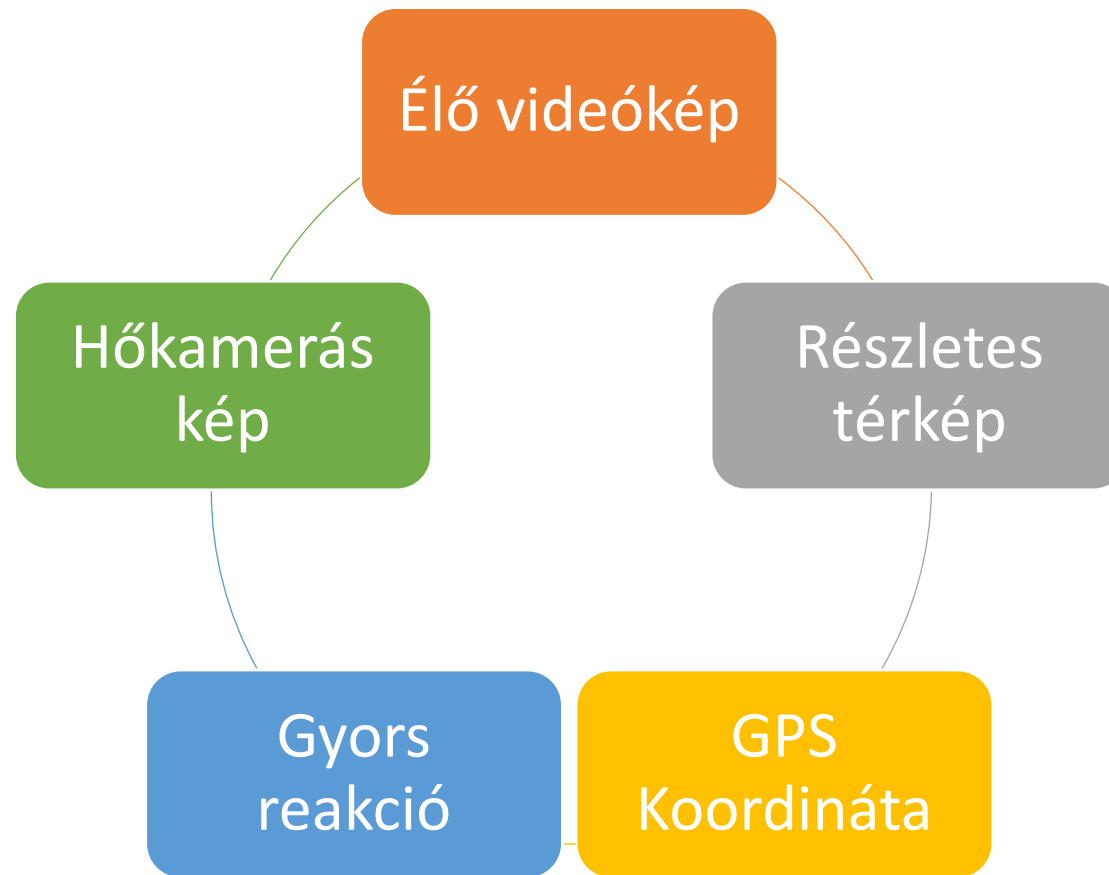 Élő videókép
Hőkamerás
kép
Részletes
térkép
Gyors
reakció
GPS
Koordináta